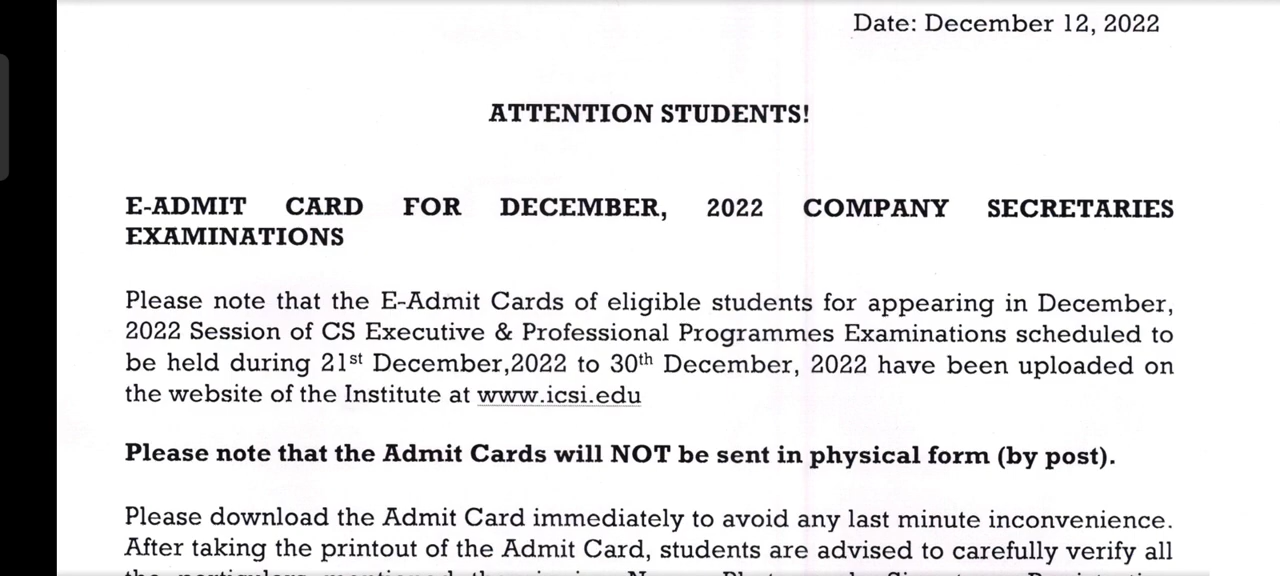 Date: December 12, 2022
ATTENTION STUDENTS!
E-ADMIT CARD FOR DECEMBER, 2022 COMPANY SECRETARIES
EXAMINATIONS
Please note that the E-Admit Cards of eligible students for appearing in December,
2022 Session of CS Executive & Professional Programmes Examinations scheduled to
be held during 21st December,2022 to 30th December, 2022 have been uploaded on
the website of the Institute at www.icsi.edu
Please note that the Admit Cards will NOT be sent in physical form (by post).
Please download the Admit Card immediately to avoid any last minute inconvenience.
After taking the printout of the Admit Card, students are advised to carefully verify all